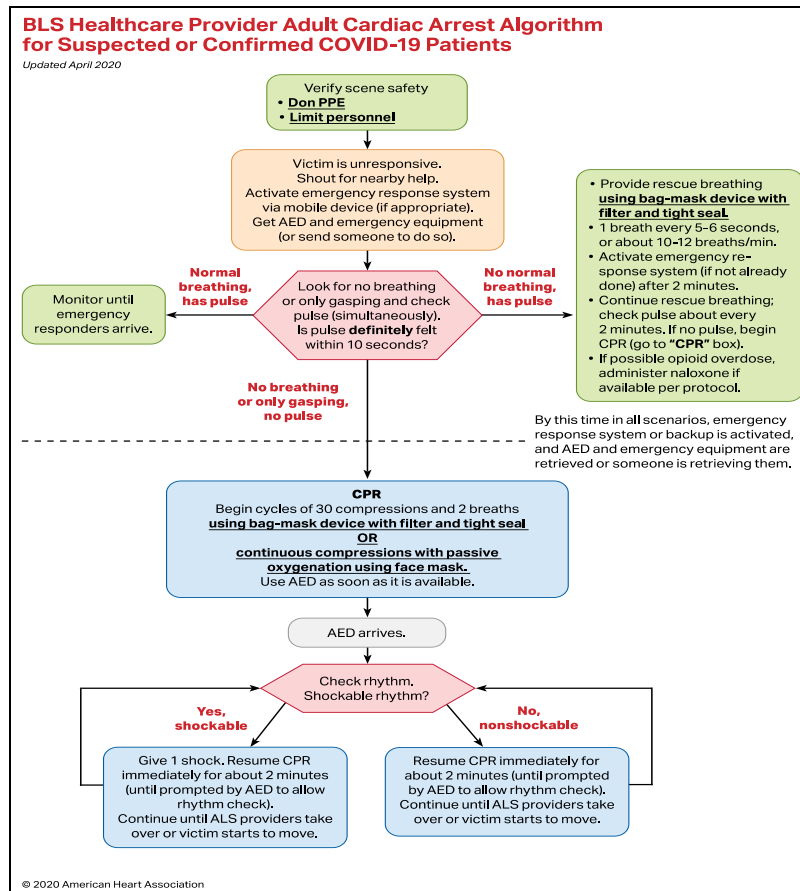 BLS Healthcare Provider Adult Cardiac Arrest Algorithm
for Suspected or Confirmed COVID-19 Patients
Updated April 2020
Verify scene safety
• Don PPE
• Limit personnel
Victim is unresponsive.
Shout for nearby help.
Activate emergency response system
via mobile device (if appropriate).
Get AED and emergency equipment
(or send someone to do so).
Normal
breathing,
has pulse
Monitor until
emergency
responders arrive.
Look for no breathing
or only gasping and check
pulse (simultaneously).
Is pulse definitely felt
within 10 seconds?
No normal
breathing,
has pulse
• Provide rescue breathing
using bag-mask device with
filter and tight seal.
• 1 breath every 5-6 seconds,
or about 10-12 breaths/min.
• Activate emergency re-
sponse system (if not already
done) after 2 minutes.
• Continue rescue breathing;
check pulse about every
2 minutes. If no pulse, begin
CPR (go to “CPR” box).
• If possible opioid overdose,
administer naloxone if
available per protocol.
No breathing
or only gasping,
no pulse
By this time in all scenarios, emergency
response system or backup is activated,
and AED and emergency equipment are
retrieved or someone is retrieving them.
CPR
Begin cycles of 30 compressions and 2 breaths
using bag-mask device with filter and tight seal
OR
continuous compressions with passive
oxygenation using face mask.
Use AED as soon as it is available.
AED arrives.
Check rhythm.
Shockable rhythm?
Yes,
shockable
No,
nonshockable
Give 1 shock. Resume CPR
immediately for about 2 minutes
(until prompted by AED to allow
rhythm check).
Continue until ALS providers take
over or victim starts to move.
Resume CPR immediately for
about 2 minutes (until prompted
by AED to allow rhythm check).
Continue until ALS providers take
over or victim starts to move.
© 2020 American Heart Association